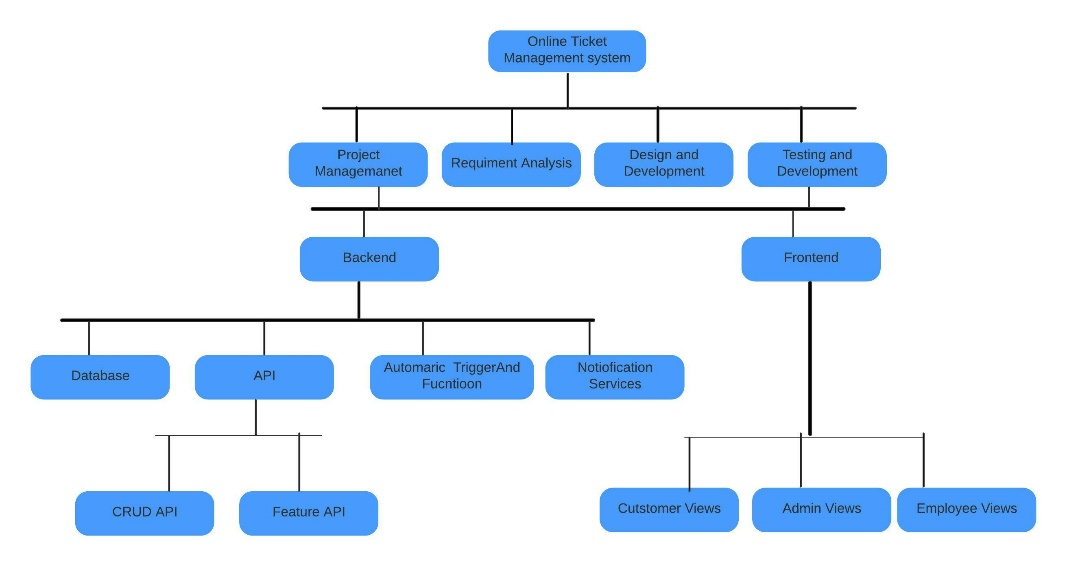 Online Ticket
Management system
Project
Managemanet
Requiment Analysis
Design and
Development
Testing and
Development
Backend
Frontend
Database
API
Automaric  TriggerAnd
Fucntioon
Notiofication
Services
CRUD API
Feature API
Cutstomer Views
Admin Views
Employee Views